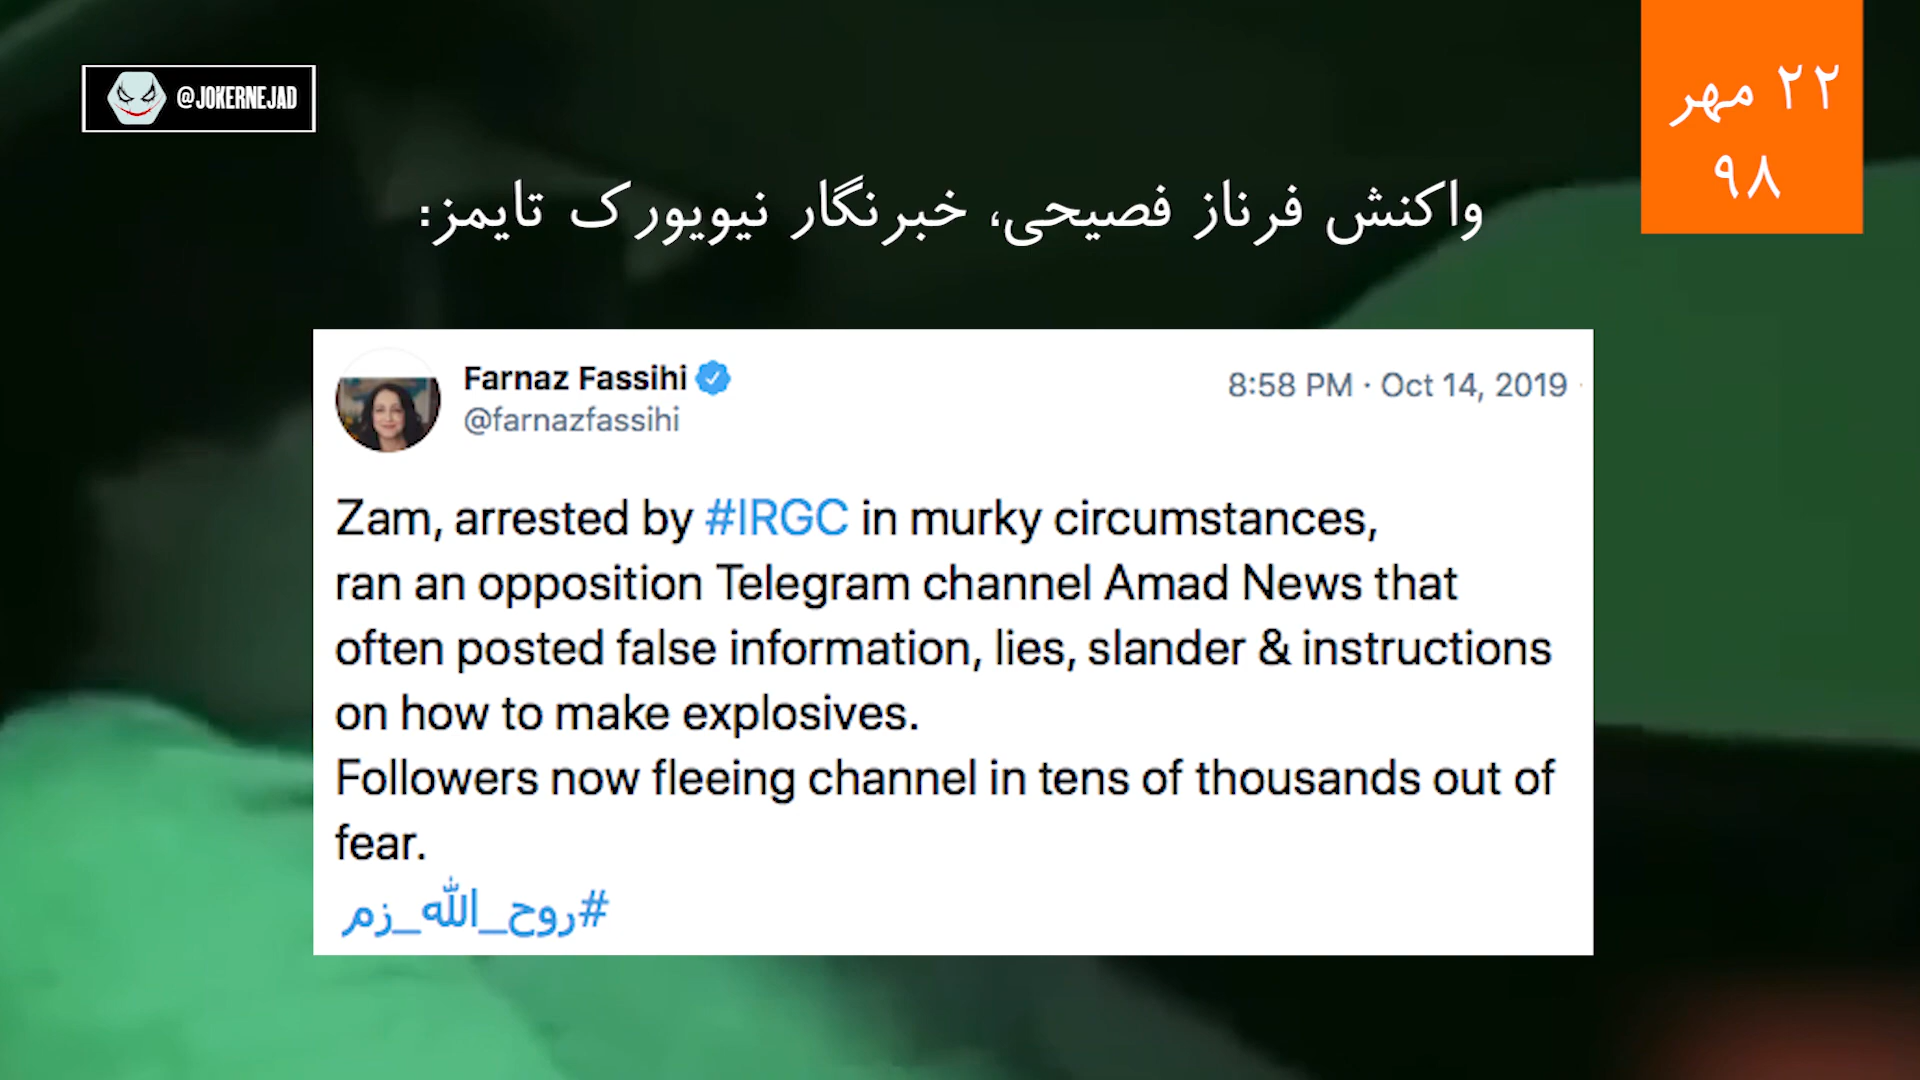 @JOKERNEJAD
۲۲ مهر
۹۸
واکنش فرناز فصیحی، خبرنگار نیویورک تایمز:
Farnaz Fassihi
@farnazfassihi
8:58 PM · Oct 14, 2019
Zam, arrested by #IRGC in murky circumstances,
ran an opposition Telegram channel Amad News that
often posted false information, lies, slander & instructions
on how to make explosives.
Followers now fleeing channel in tens of thousands out of
fear.
#روح_الله_زم